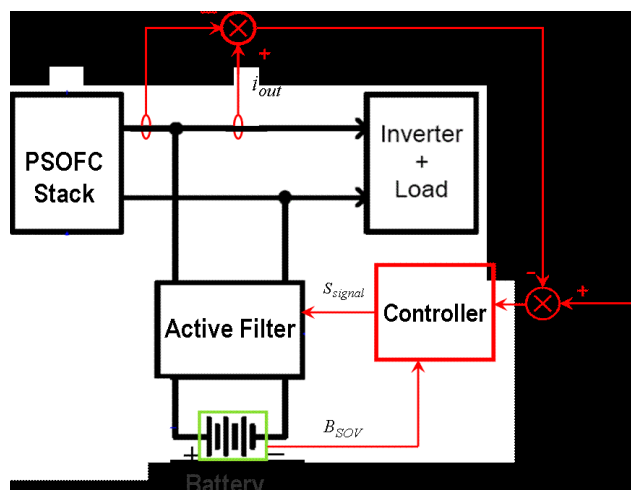 −
+
i_out
PSOFC
Stack
Inverter
+
Load
S_signal
−
+
Controller
Active Filter
B_SOV
+ −
Battery